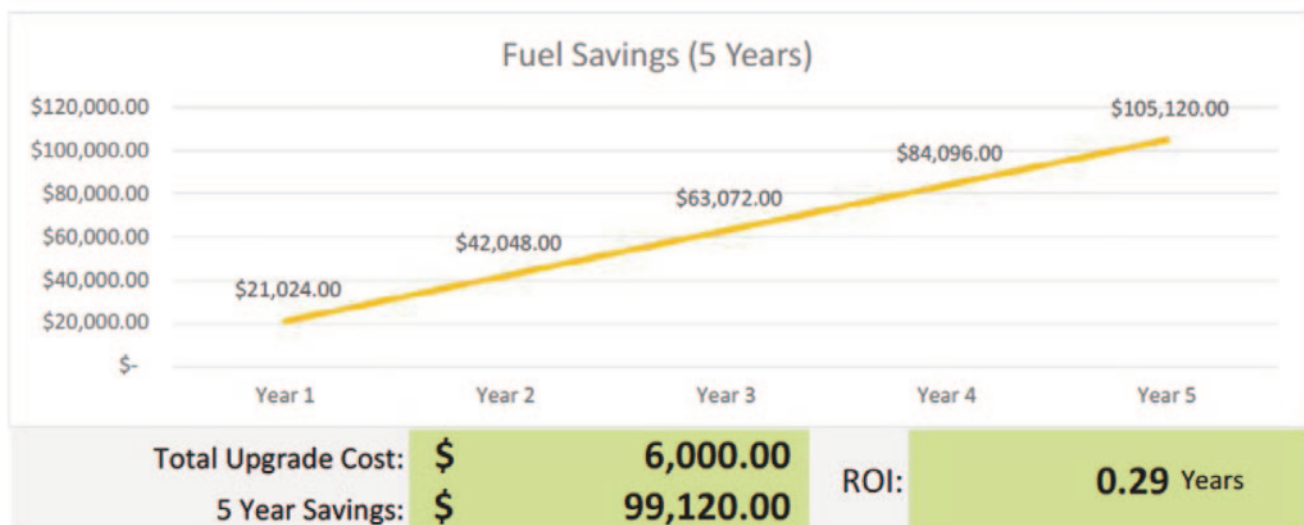 Fuel Savings (5 Years)
$120,000.00
$100,000.00
$80,000.00
$60,000.00
$40,000.00
$20,000.00
$-
$21,024.00
$42,048.00
$63,072.00
$84,096.00
$105,120.00
Year 1 Year 2 Year 3 Year 4 Year 5
Total Upgrade Cost: $ 6,000.00
5 Year Savings: $ 99,120.00
ROI: 0.29 Years